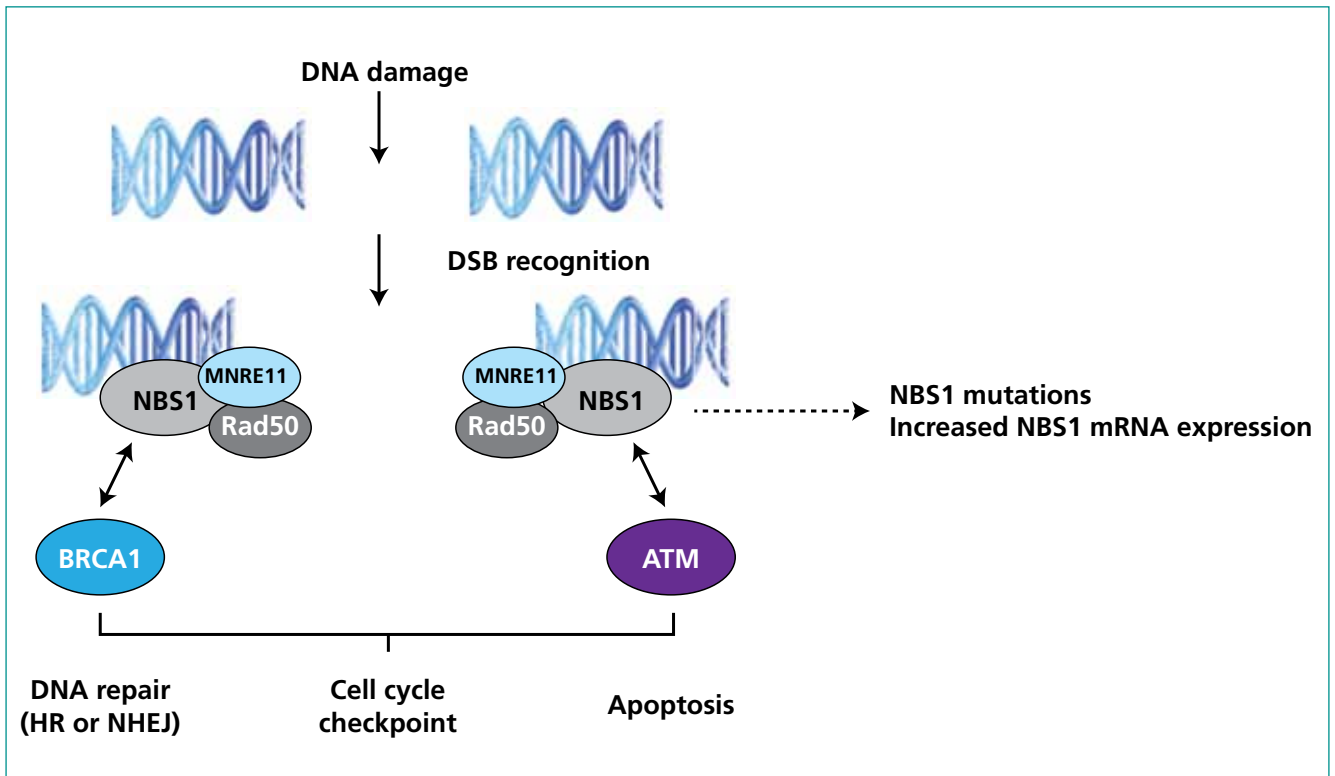 DNA damage
DSB recognition
MNRE11
NBS1
Rad50
MNRE11
NBS1
Rad50
NBS1 mutations
Increased NBS1 mRNA expression
BRCA1
ATM
DNA repair
(HR or NHEJ)
Cell cycle
checkpoint
Apoptosis